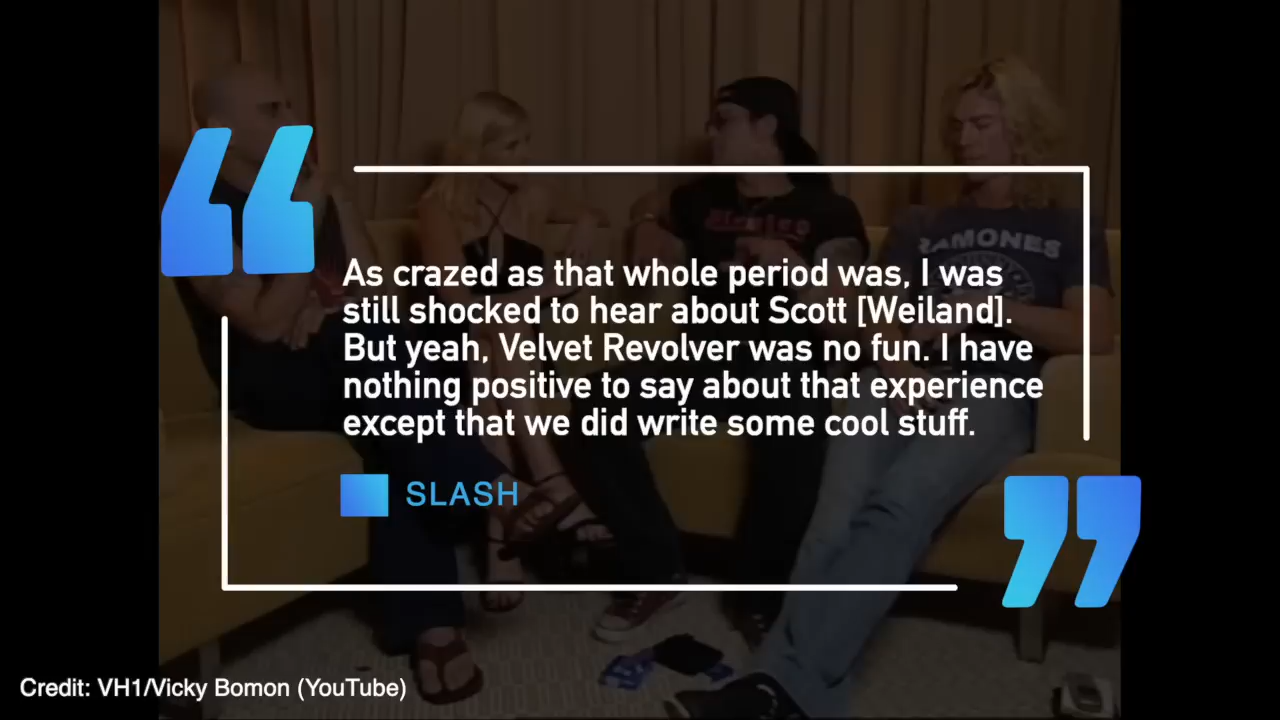 RAMONES
As crazed as that whole period was, I was
still shocked to hear about Scott [Weiland].
But yeah, Velvet Revolver was no fun. I have
nothing positive to say about that experience
except that we did write some cool stuff.
SLASH
Credit: VH1/Vicky Bomon (YouTube)